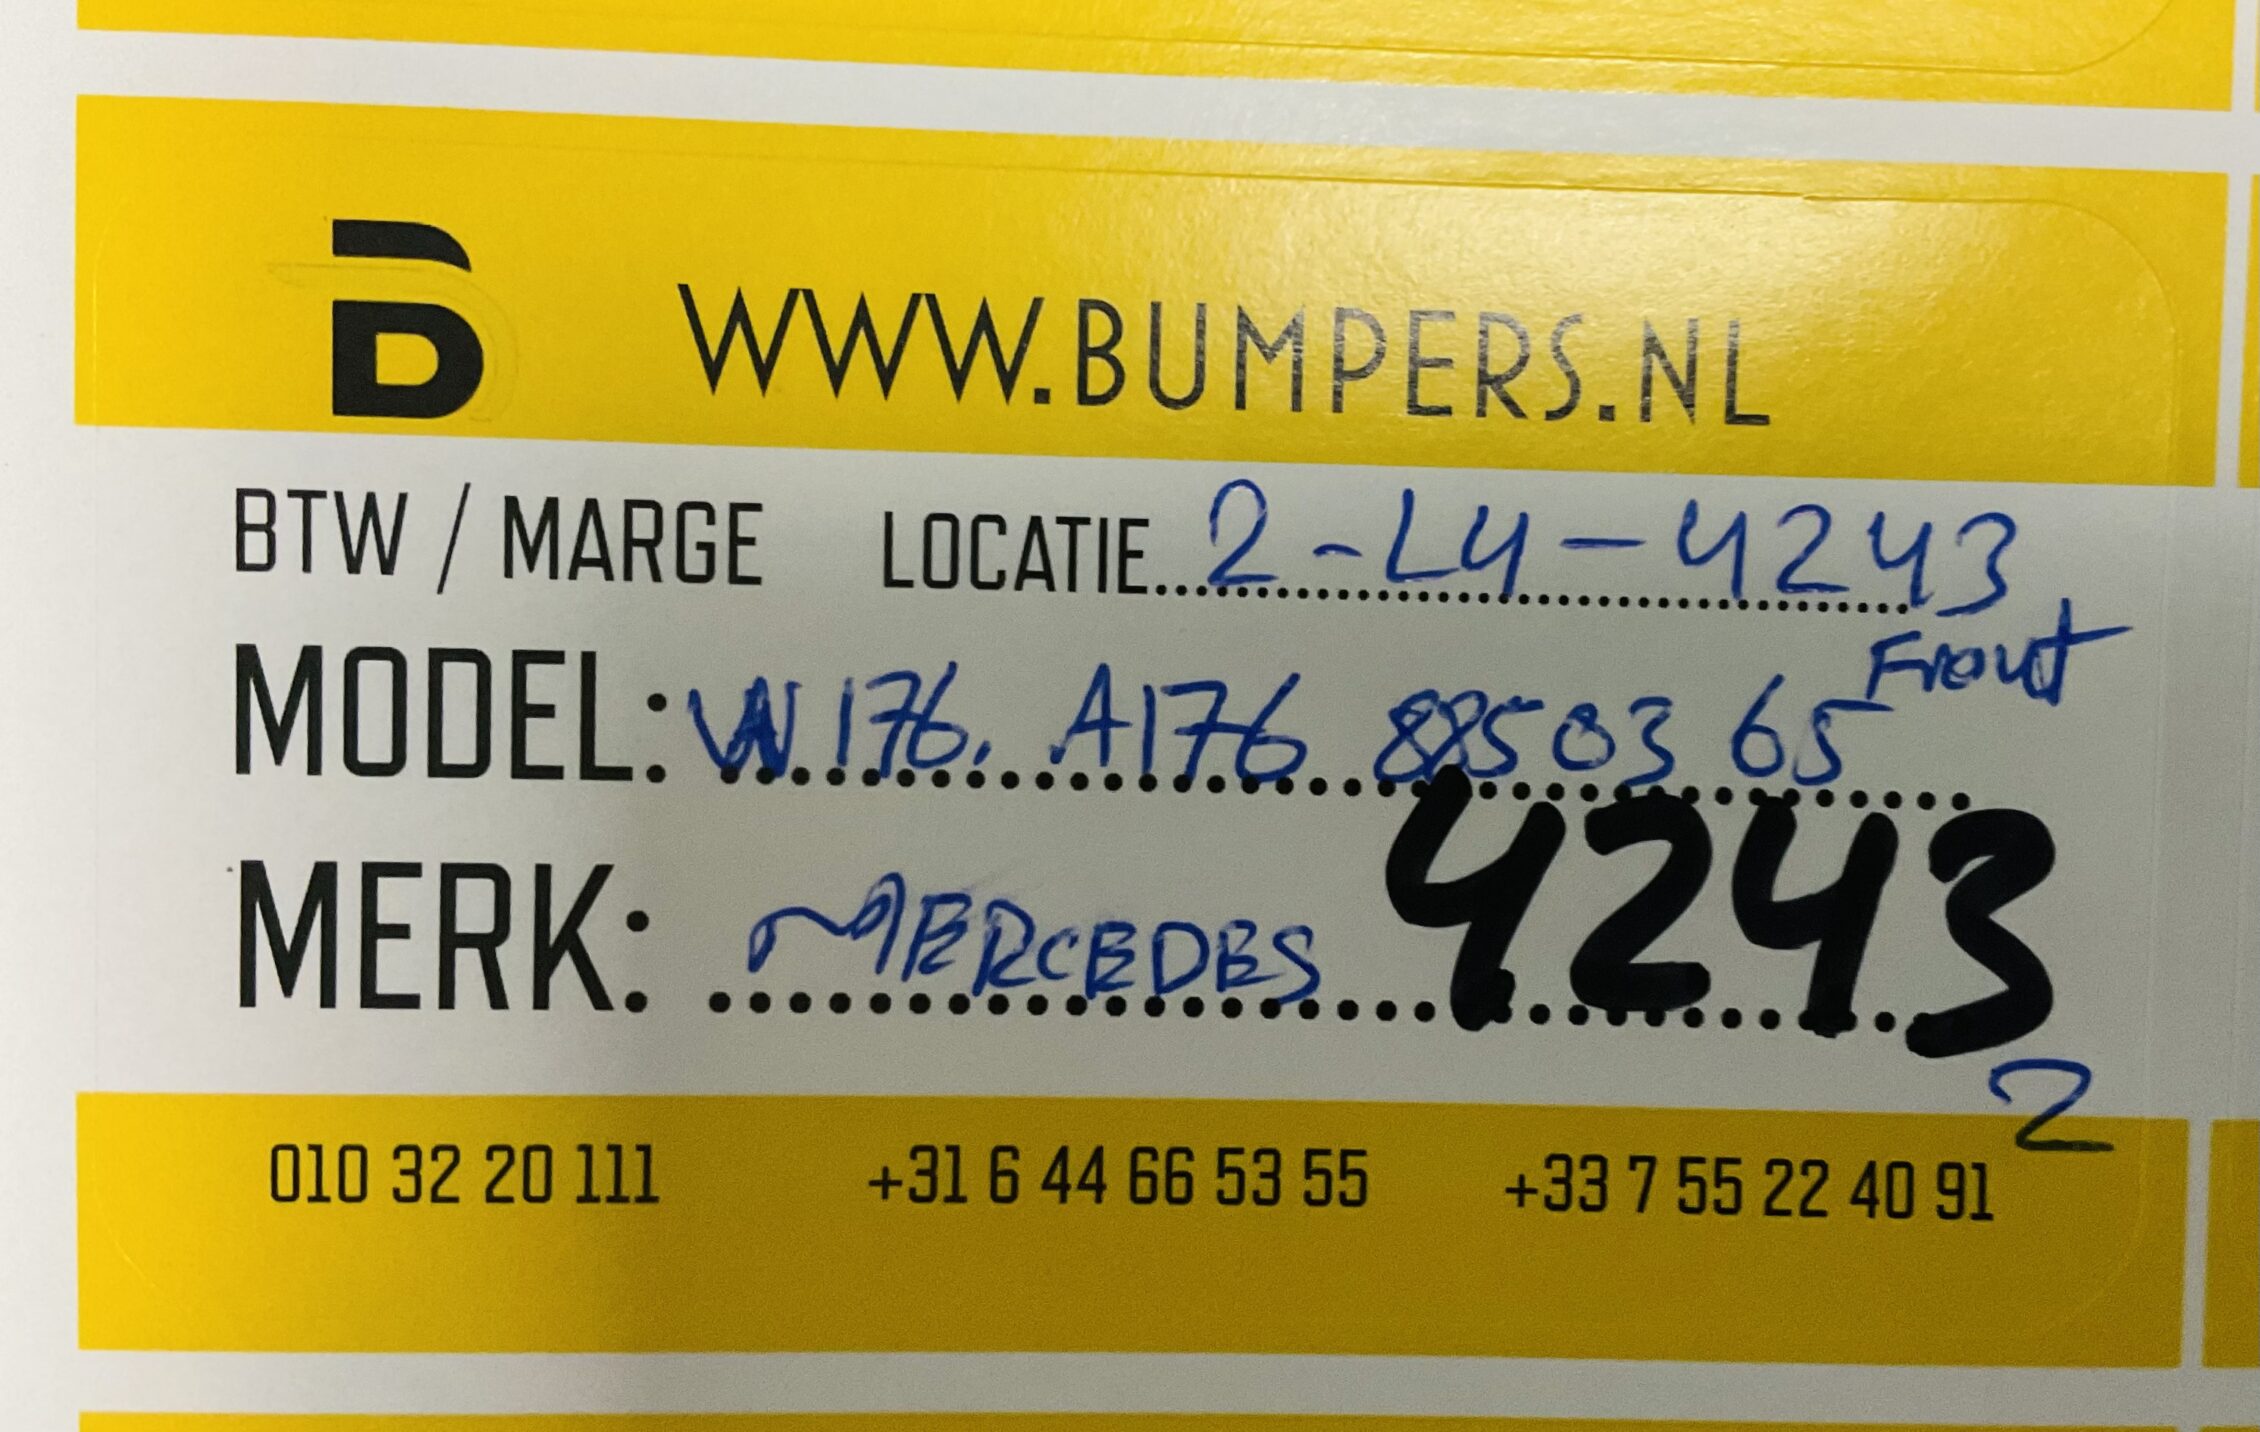 B WWW.BUMPERS.NL
BTW / MARGE LOCATIE...2-L4-4243
Front
MODEL: W176. A176 885 03 65
MERK: MERCEDES 4243
2
010 32 20 111 +31 6 44 66 53 55 +33 7 55 22 40 91